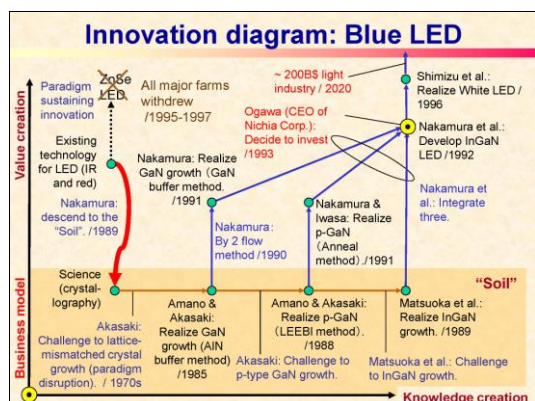 Innovation diagram: Blue LED
Value creation
Business model
Knowledge creation
Paradigm
sustaining
innovation
ZnSe
LED
All major farms
withrew
/1995-1997
~ 200B$ light
industry / 2020
Shimizu et al.:
Realize White LED /
1996
Existing
technology
for LED (IR
and red)
Ogawa (CEO of
Nichia Corp.):
Decide to invest
/1993
Nakamura et al.:
Develop InGaN
LED /1992
Nakamura: Realize
GaN growth (GaN
buffer method.
/1991
Nakamura:
descend to the
"Soil". /1989
Nakamura:
By 2 flow
method /1990
Nakamura &
Iwasa: Realize
p-GaN
(Anneal
method)./1991
Nakamura et
al.: Integrate
three.
Science
(crystal-
lography)
"Soil"
Amano &
Akasaki:
Realize GaN
growth (AlN
buffer method)
/1985
Amano & Akasaki:
Realize p-GaN
(LEEBI method). /
1988
Matsuoka et al.:
Realize InGaN
growth. / 1989
Akasaki:
Challenge to lattice-
mismatched crystal
growth (paradigm
disruption). / 1970s
Akasaki: Challenge to
p-type GaN growth.
Matsuoka et al.: Challenge
to InGaN growth.